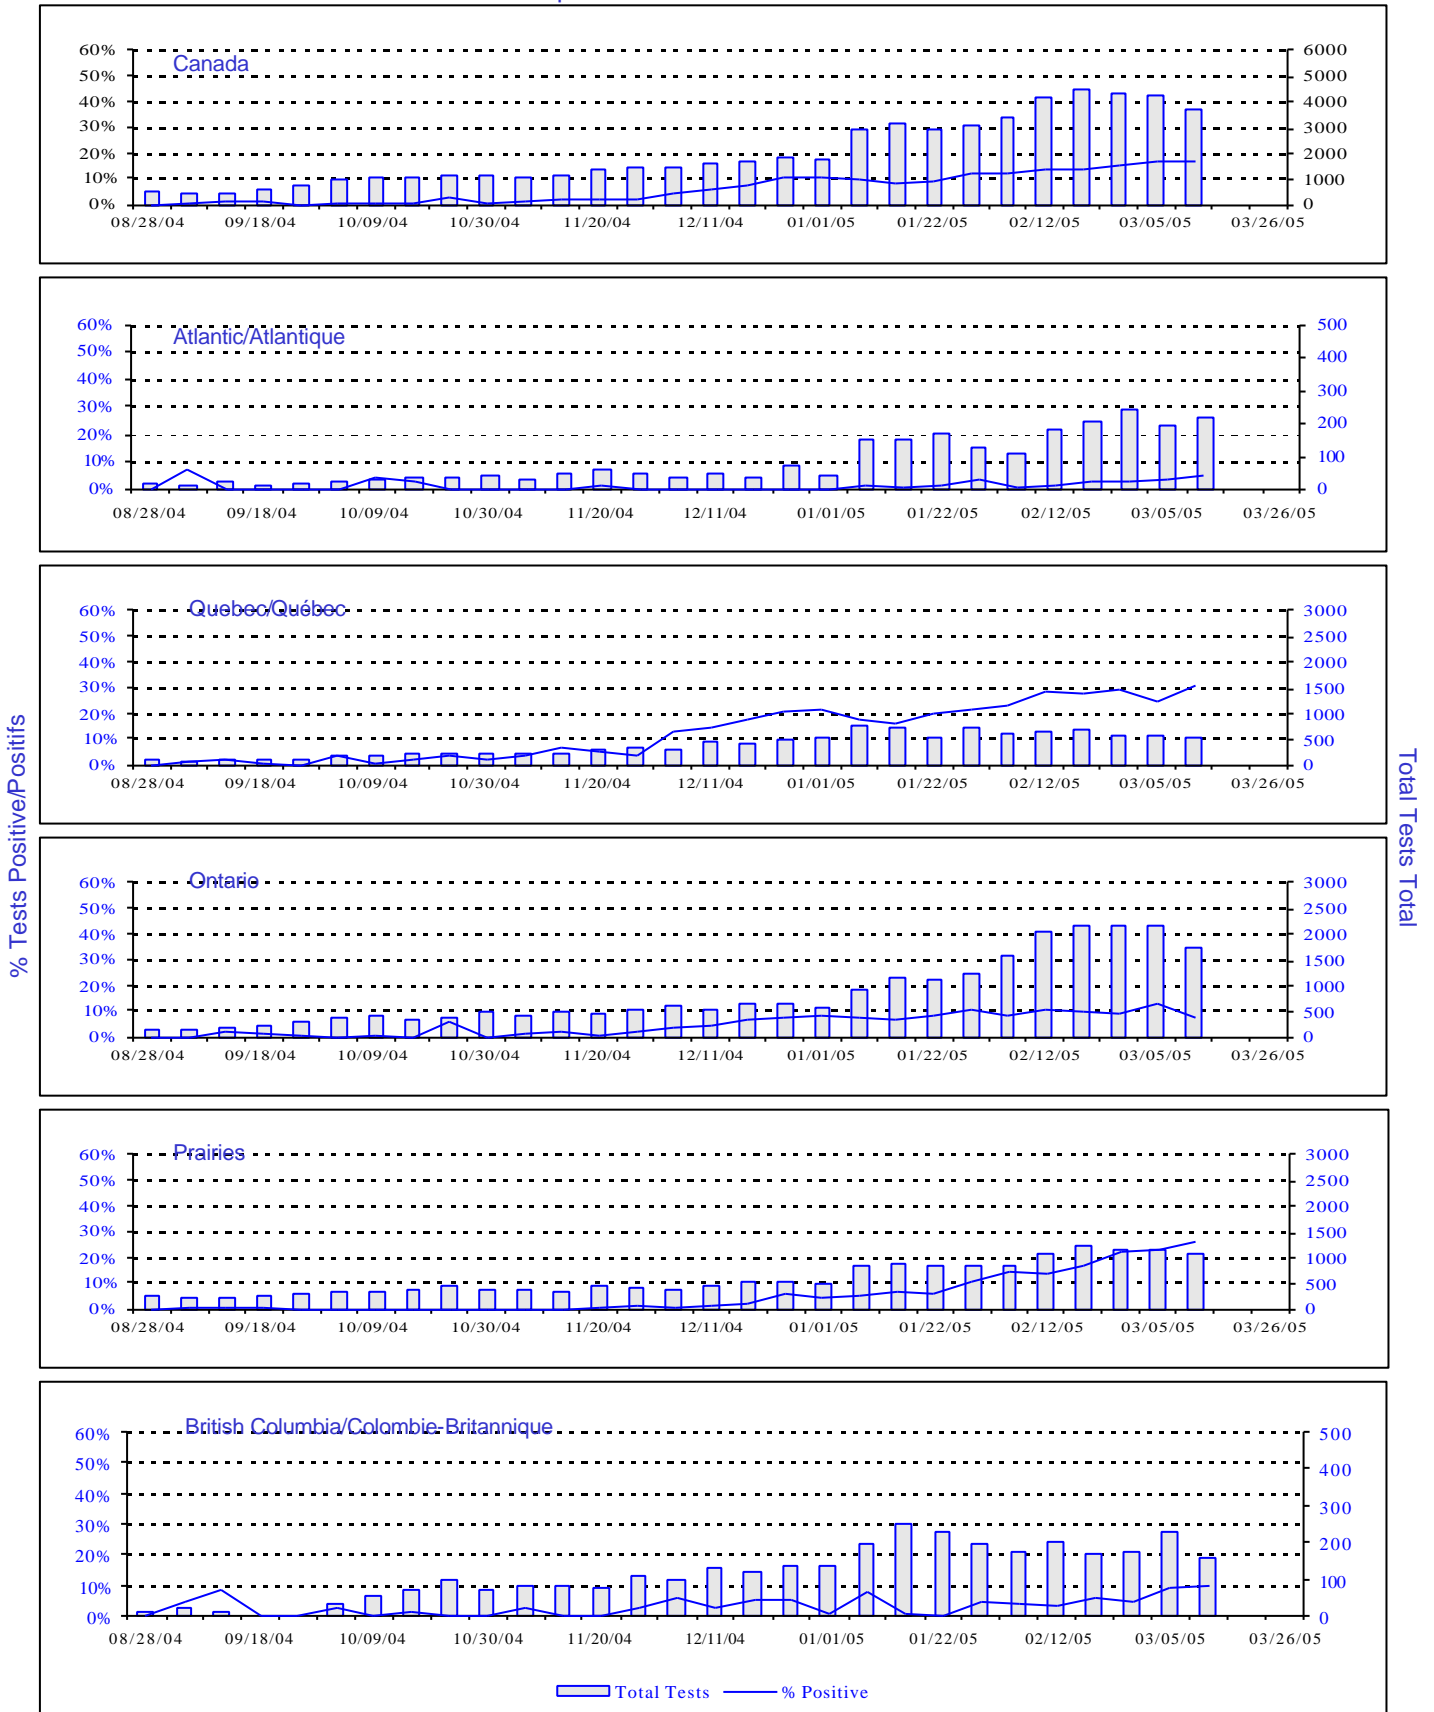 Canada
60% 6000
50% 5000
40% 4000
30% 3000
20% 2000
10% 1000
0% 0
08/28/04 09/18/04 10/09/04 10/30/04 11/20/04 12/11/04 01/01/05 01/22/05 02/12/05 03/05/05 03/26/05
Atlantic/Atlantique
60% 500
50% 400
40% 300
30% 200
20% 100
10% 0
0%
08/28/04 09/18/04 10/09/04 10/30/04 11/20/04 12/11/04 01/01/05 01/22/05 02/12/05 03/05/05 03/26/05
Quebec/Québec
60% 3000
50% 2500
40% 2000
30% 1500
20% 1000
10% 500
0% 0
08/28/04 09/18/04 10/09/04 10/30/04 11/20/04 12/11/04 01/01/05 01/22/05 02/12/05 03/05/05 03/26/05
% Tests Positive/Positifs
Total Tests Total
Ontario
60% 3000
50% 2500
40% 2000
30% 1500
20% 1000
10% 500
0% 0
08/28/04 09/18/04 10/09/04 10/30/04 11/20/04 12/11/04 01/01/05 01/22/05 02/12/05 03/05/05 03/26/05
Prairies
60% 3000
50% 2500
40% 2000
30% 1500
20% 1000
10% 500
0% 0
08/28/04 09/18/04 10/09/04 10/30/04 11/20/04 12/11/04 01/01/05 01/22/05 02/12/05 03/05/05 03/26/05
British Columbia/Colombie-Britannique
60% 500
50% 400
40% 300
30% 200
20% 100
10% 0
0%
08/28/04 09/18/04 10/09/04 10/30/04 11/20/04 12/11/04 01/01/05 01/22/05 02/12/05 03/05/05 03/26/05
Total Tests % Positive